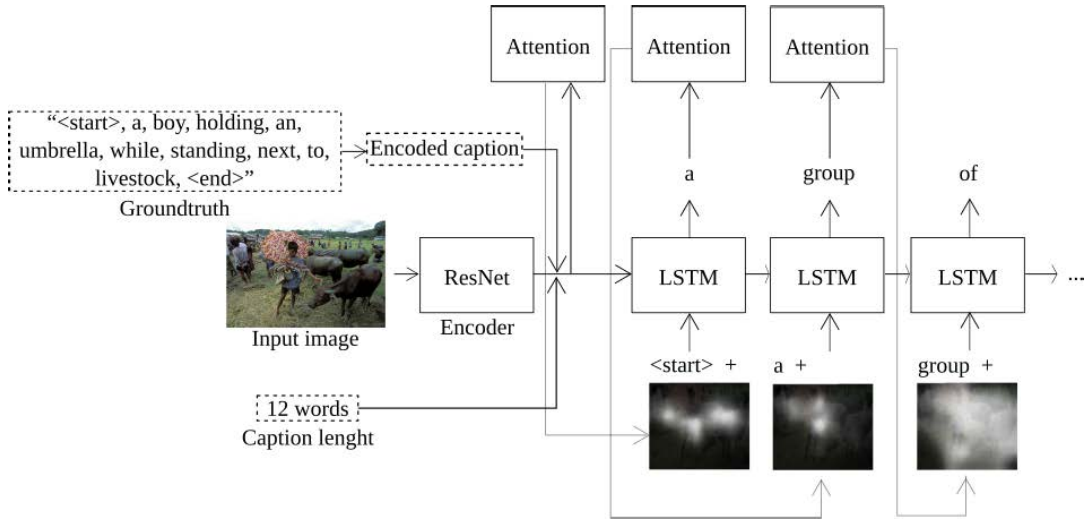 Attention
Attention
Attention
“<start>, a, boy, holding, an,
umbrella, while, standing, next, to,
livestock, <end>”
Groundtruth
Encoded caption
a
group
of
ResNet
Encoder
LSTM
LSTM
LSTM
...
Input image
<start> +
a +
group +
12 words
Caption lenght